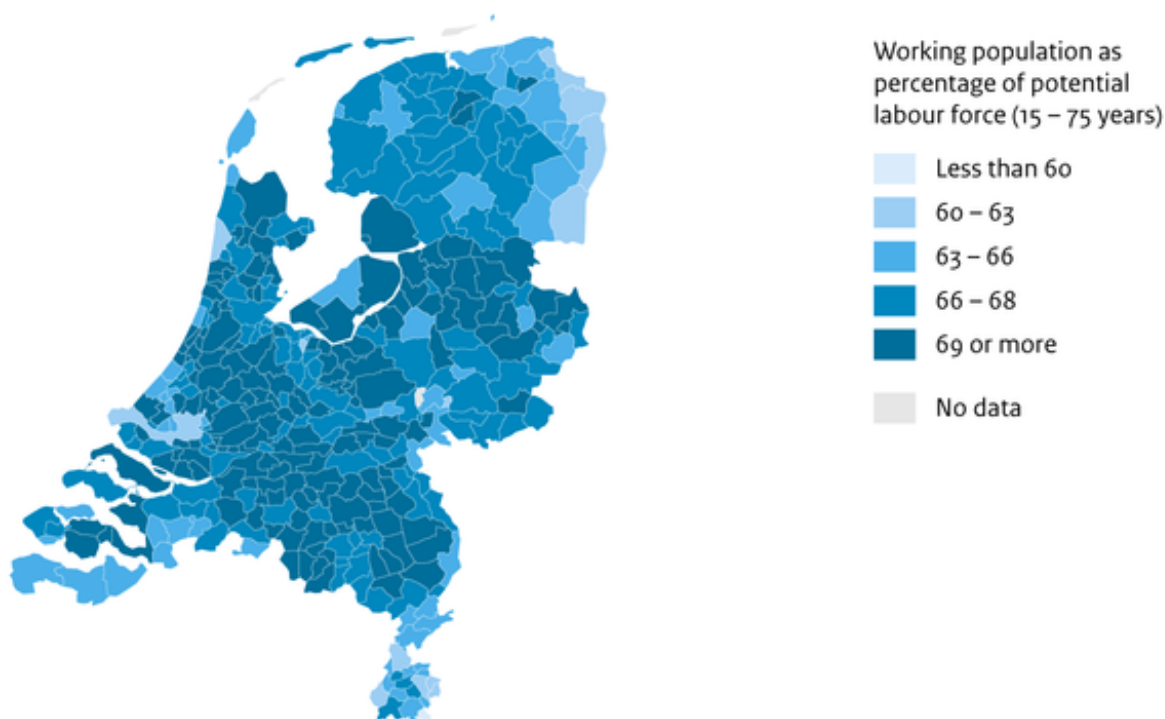 Working population as
percentage of potential
labour force (15 – 75 years)
Less than 60
60 – 63
63 – 66
66 – 68
69 or more
No data